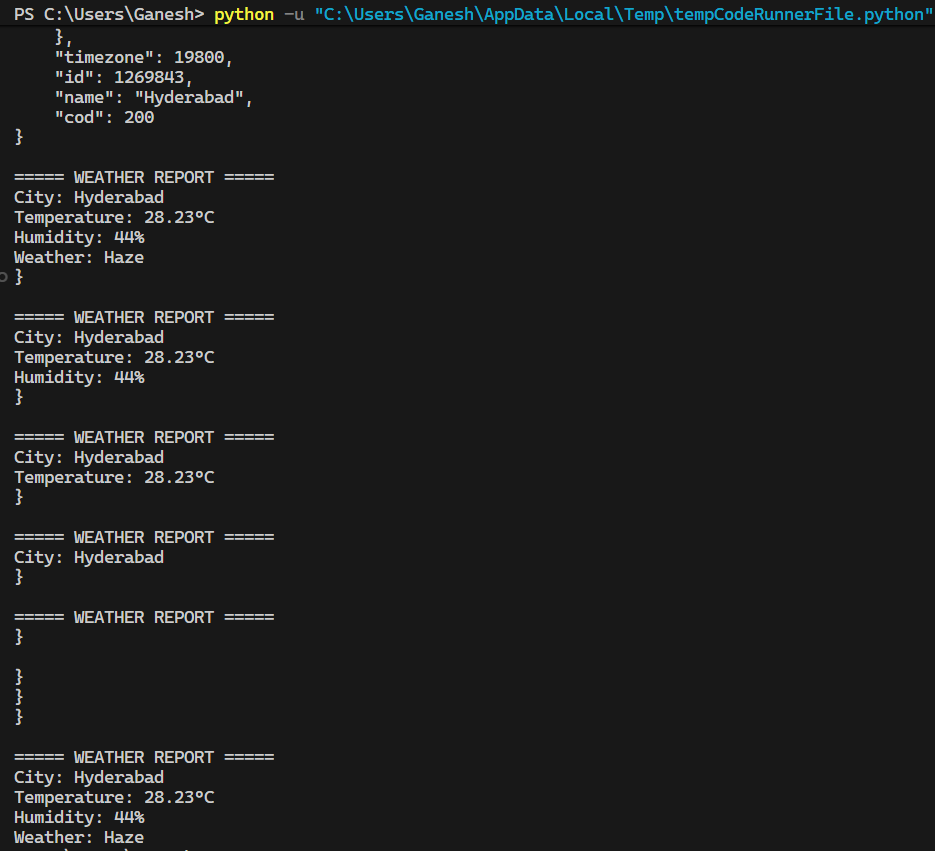 PS C:\Users\Ganesh> python -u "C:\Users\Ganesh\AppData\Local\Temp\tempCodeRunnerFile.python"
},
"timezone": 19800,
"id": 1269843,
"name": "Hyderabad",
"cod": 200
}
===== WEATHER REPORT =====
City: Hyderabad
Temperature: 28.23°C
Humidity: 44%
Weather: Haze
}
===== WEATHER REPORT =====
City: Hyderabad
Temperature: 28.23°C
Humidity: 44%
}
===== WEATHER REPORT =====
City: Hyderabad
Temperature: 28.23°C
}
===== WEATHER REPORT =====
City: Hyderabad
}
===== WEATHER REPORT =====
}
}
}
}
===== WEATHER REPORT =====
City: Hyderabad
Temperature: 28.23°C
Humidity: 44%
Weather: Haze